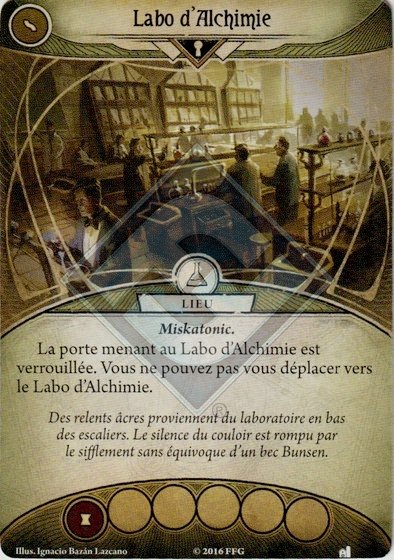 Labo d'Alchimie
LIEU
Miskatonic.
La porte menant au Labo d'Alchimie est
verrouillée. Vous ne pouvez pas vous déplacer vers
le Labo d'Alchimie.
Des relents âcres proviennent du laboratoire en bas
des escaliers. Le silence du couloir est rompu par
le sifflement sans équivoque d'un bec Bunsen.
Illus. Ignacio Bazán Lazcano
© 2016 FFG
®